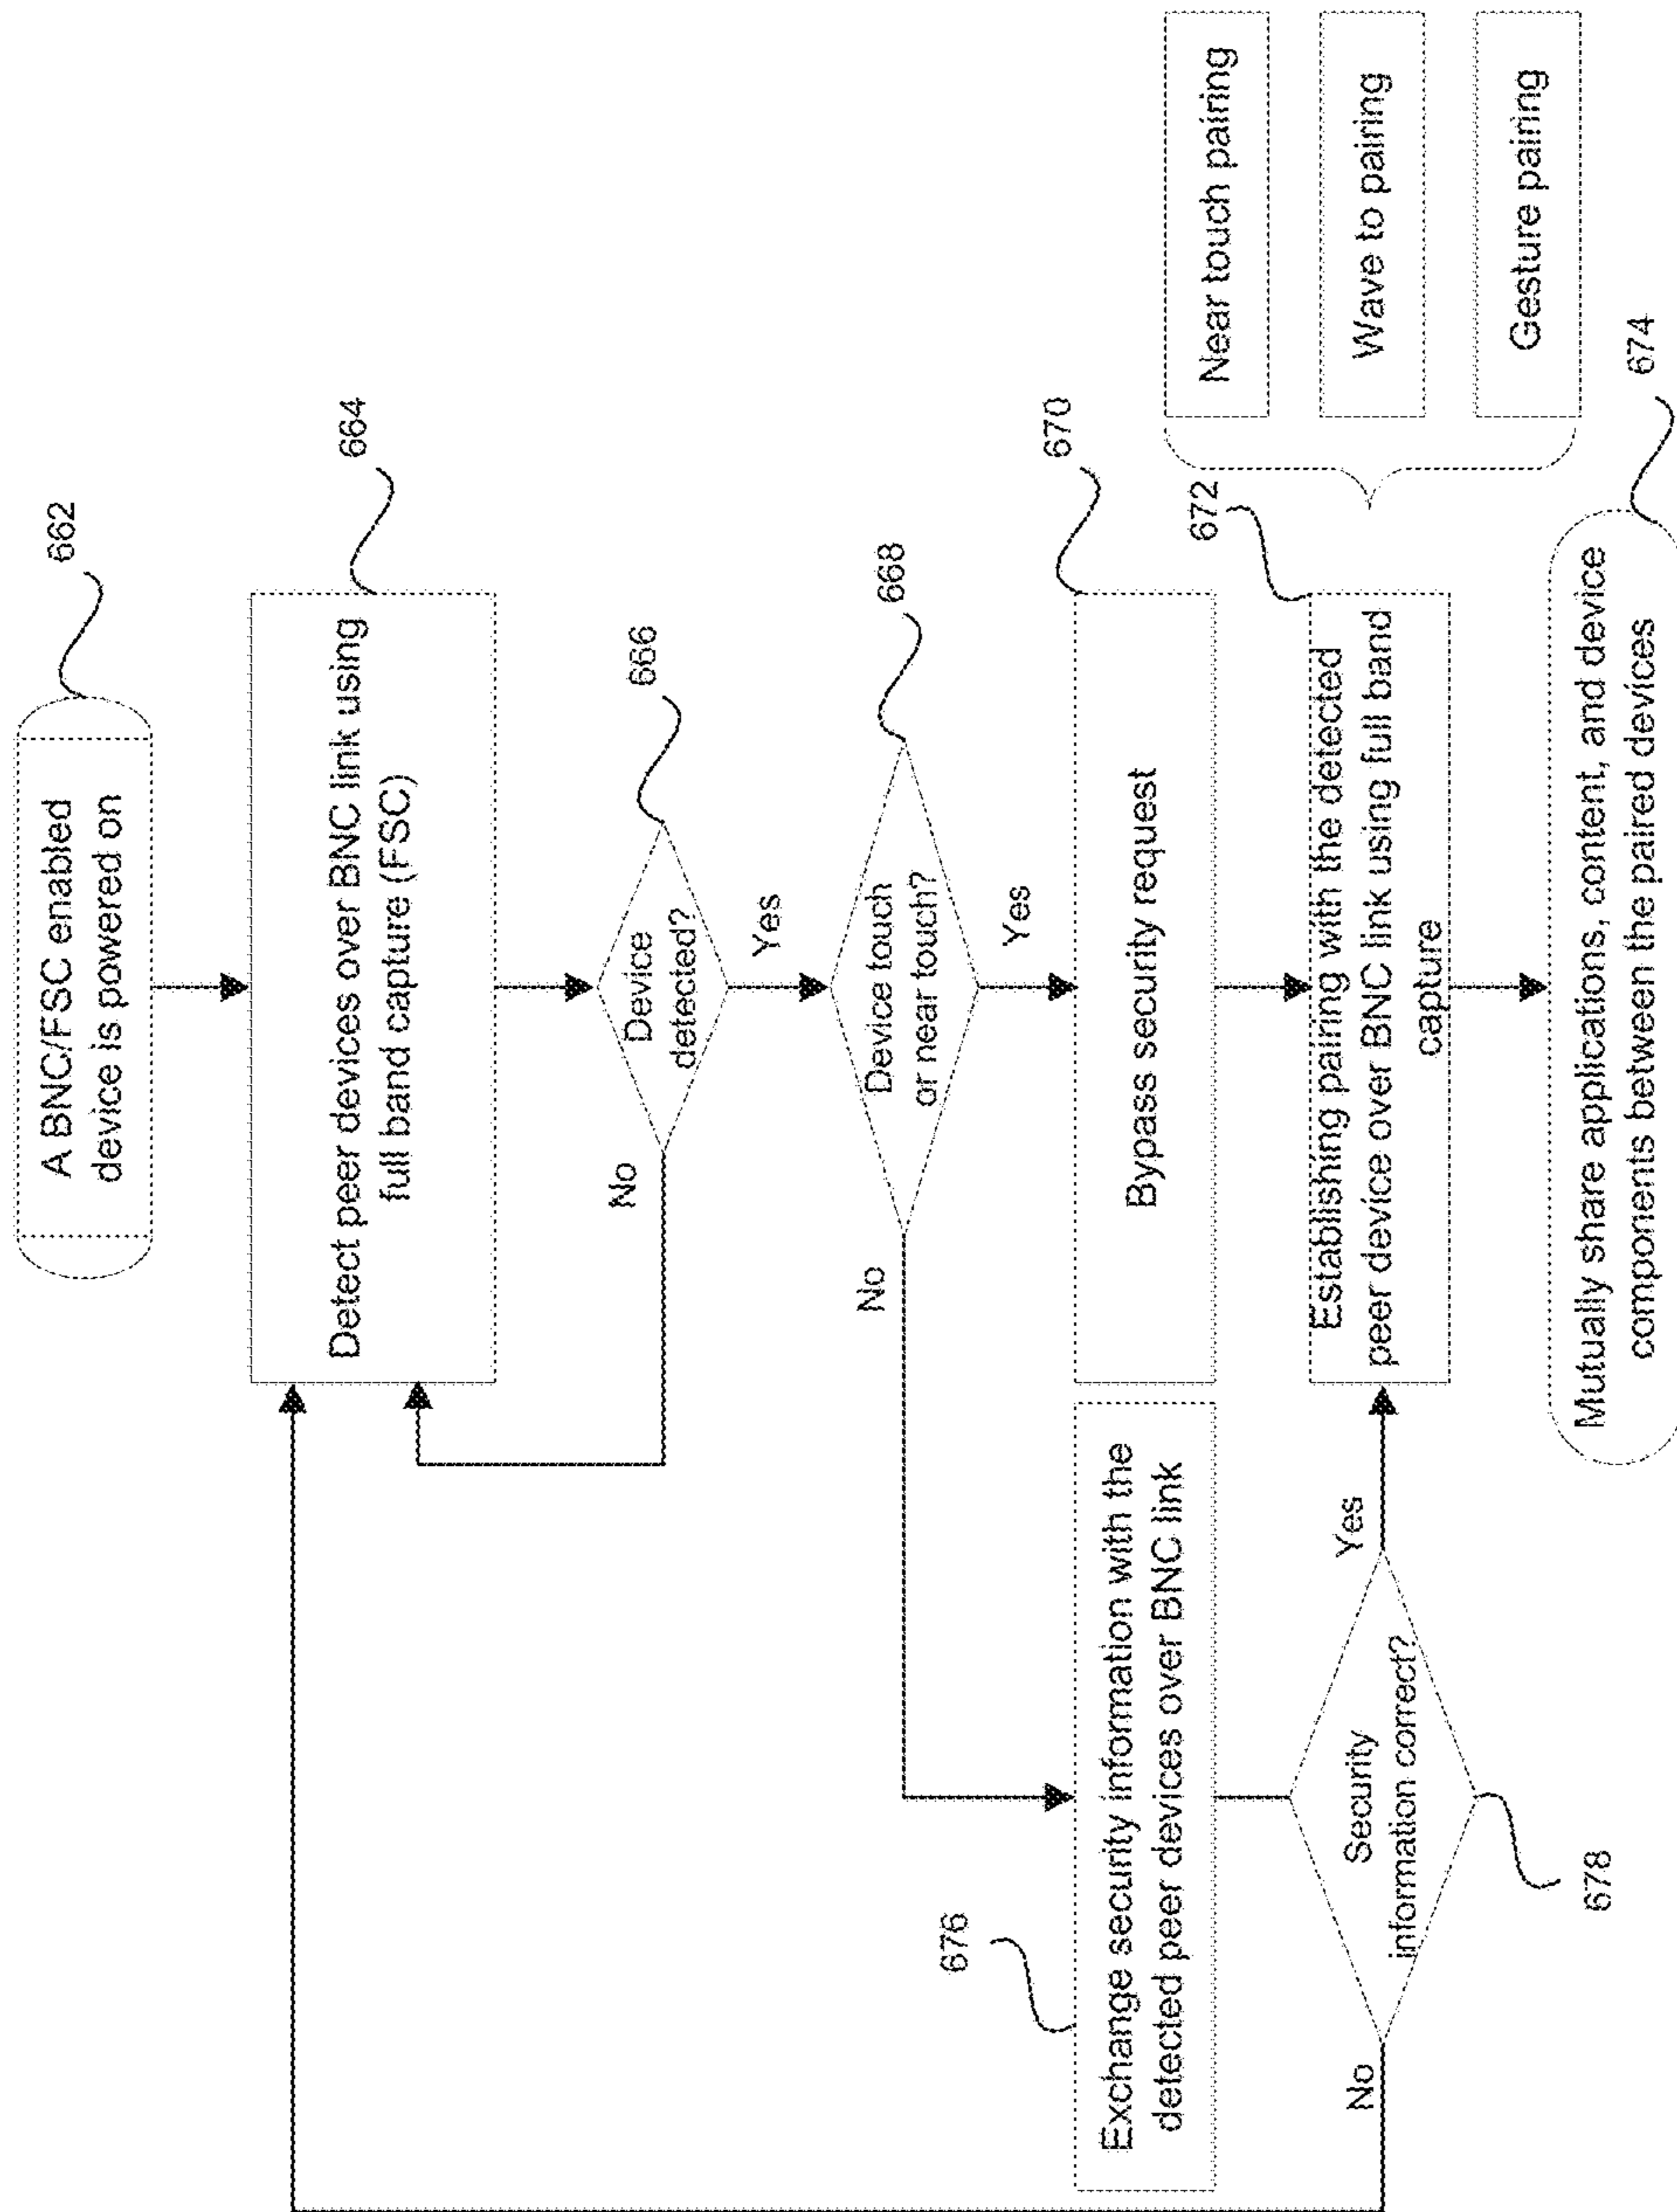 A BNC/FSC enabled
device is powered on
662
Detect peer devices over BNC link using
full band capture (FSC)
664
Device
detected?
666
No
Yes
Device touch
or near touch?
668
No
Yes
Bypass security request
670
Exchange security information with the
detected peer devices over BNC link
676
Security
information correct?
678
No
Yes
Establishing pairing with the detected
peer device over BNC link using full band
capture
672
Near touch pairing
Wave to pairing
Gesture pairing
Mutually share applications, content, and device
components between the paired devices
674